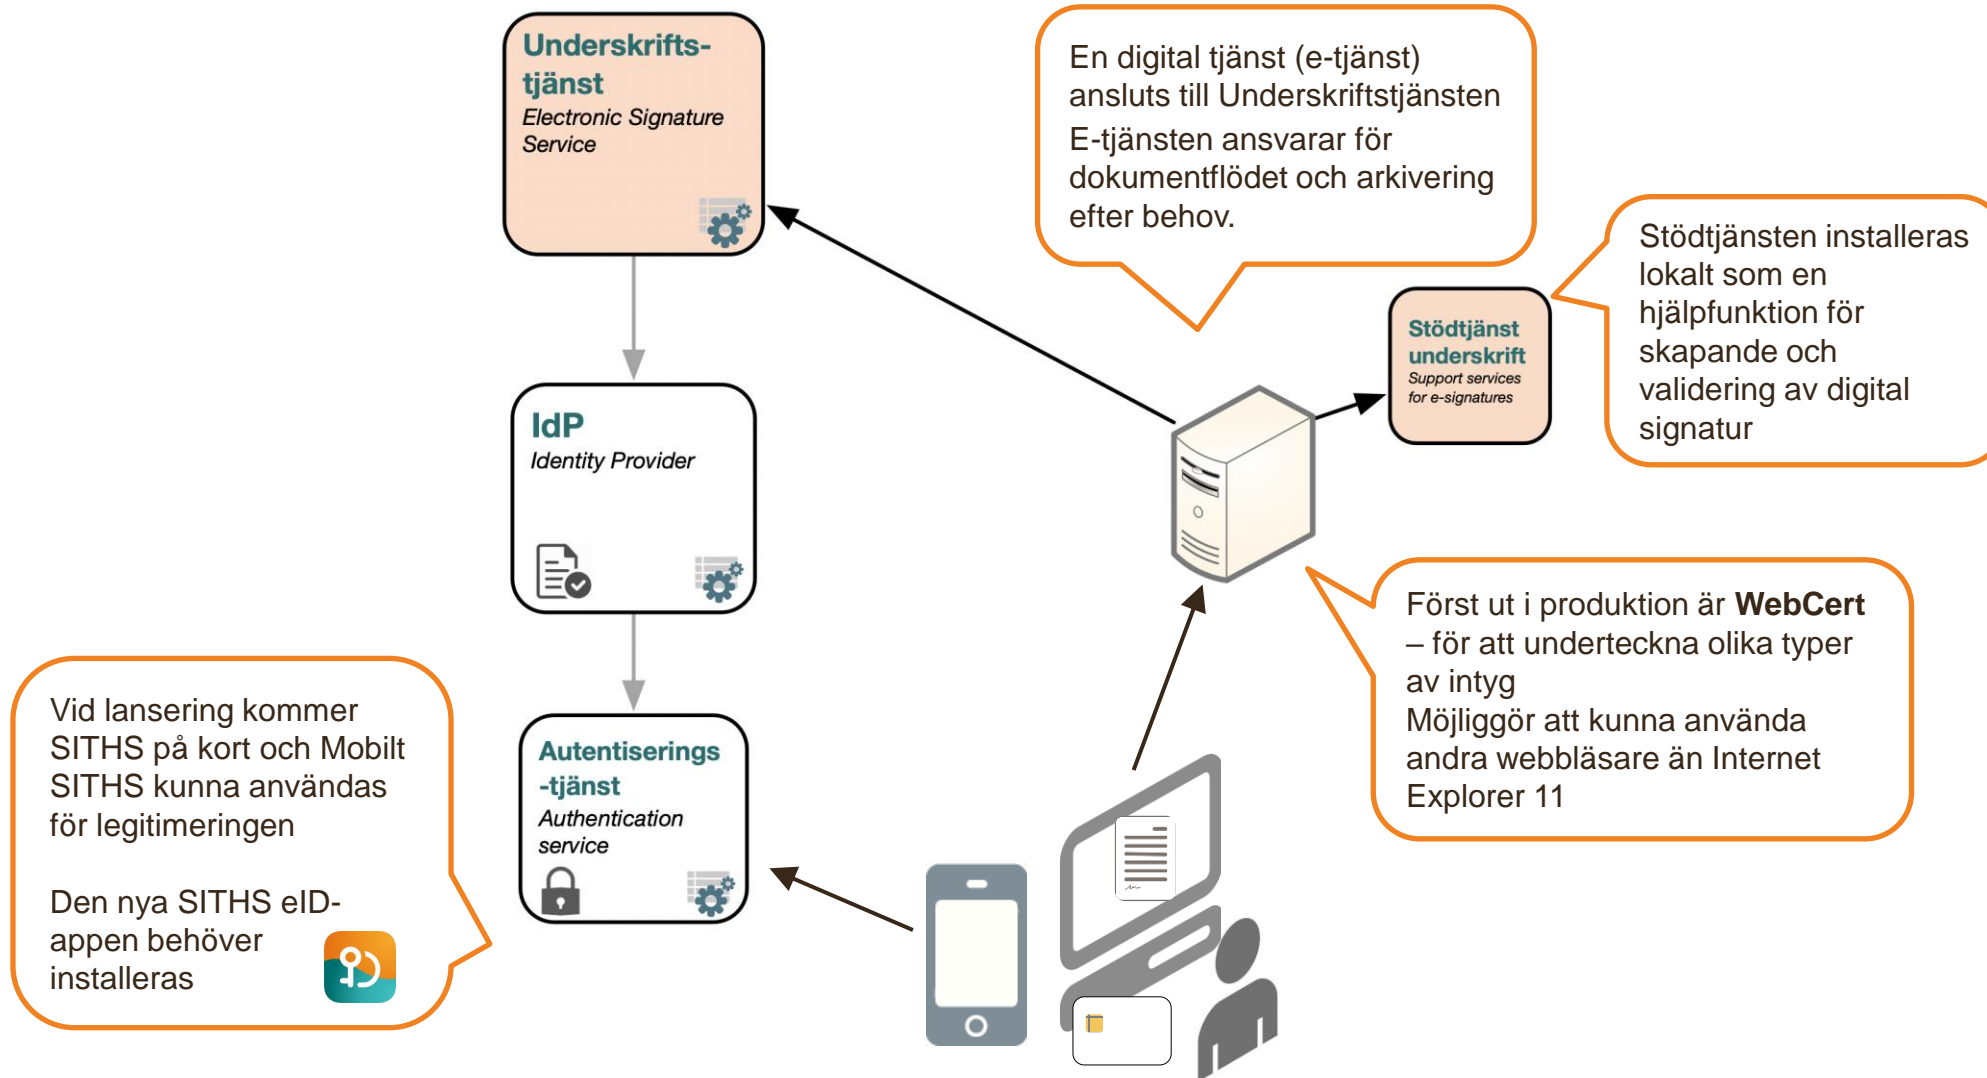 Underskrifts-
tjänst
Electronic Signature
Service
En digital tjänst (e-tjänst)
ansluts till Underskriftstjänsten
E-tjänsten ansvarar för
dokumentflödet och arkivering
efter behov.
Stödtjänsten installeras
lokalt som en
hjälpfunktion för
skapande och
validering av digital
signatur
Stödtjänst
underskrift
Support services
for e-signatures
IdP
Identity Provider
Först ut i produktion är WebCert
– för att underteckna olika typer
av intyg
Möjliggör att kunna använda
andra webbläsare än Internet
Explorer 11
Vid lansering kommer
SITHS på kort och Mobilt
SITHS kunna användas
för legitimeringen
Den nya SITHS eID-
appen behöver
installeras
Autentiserings
-tjänst
Authentication
service